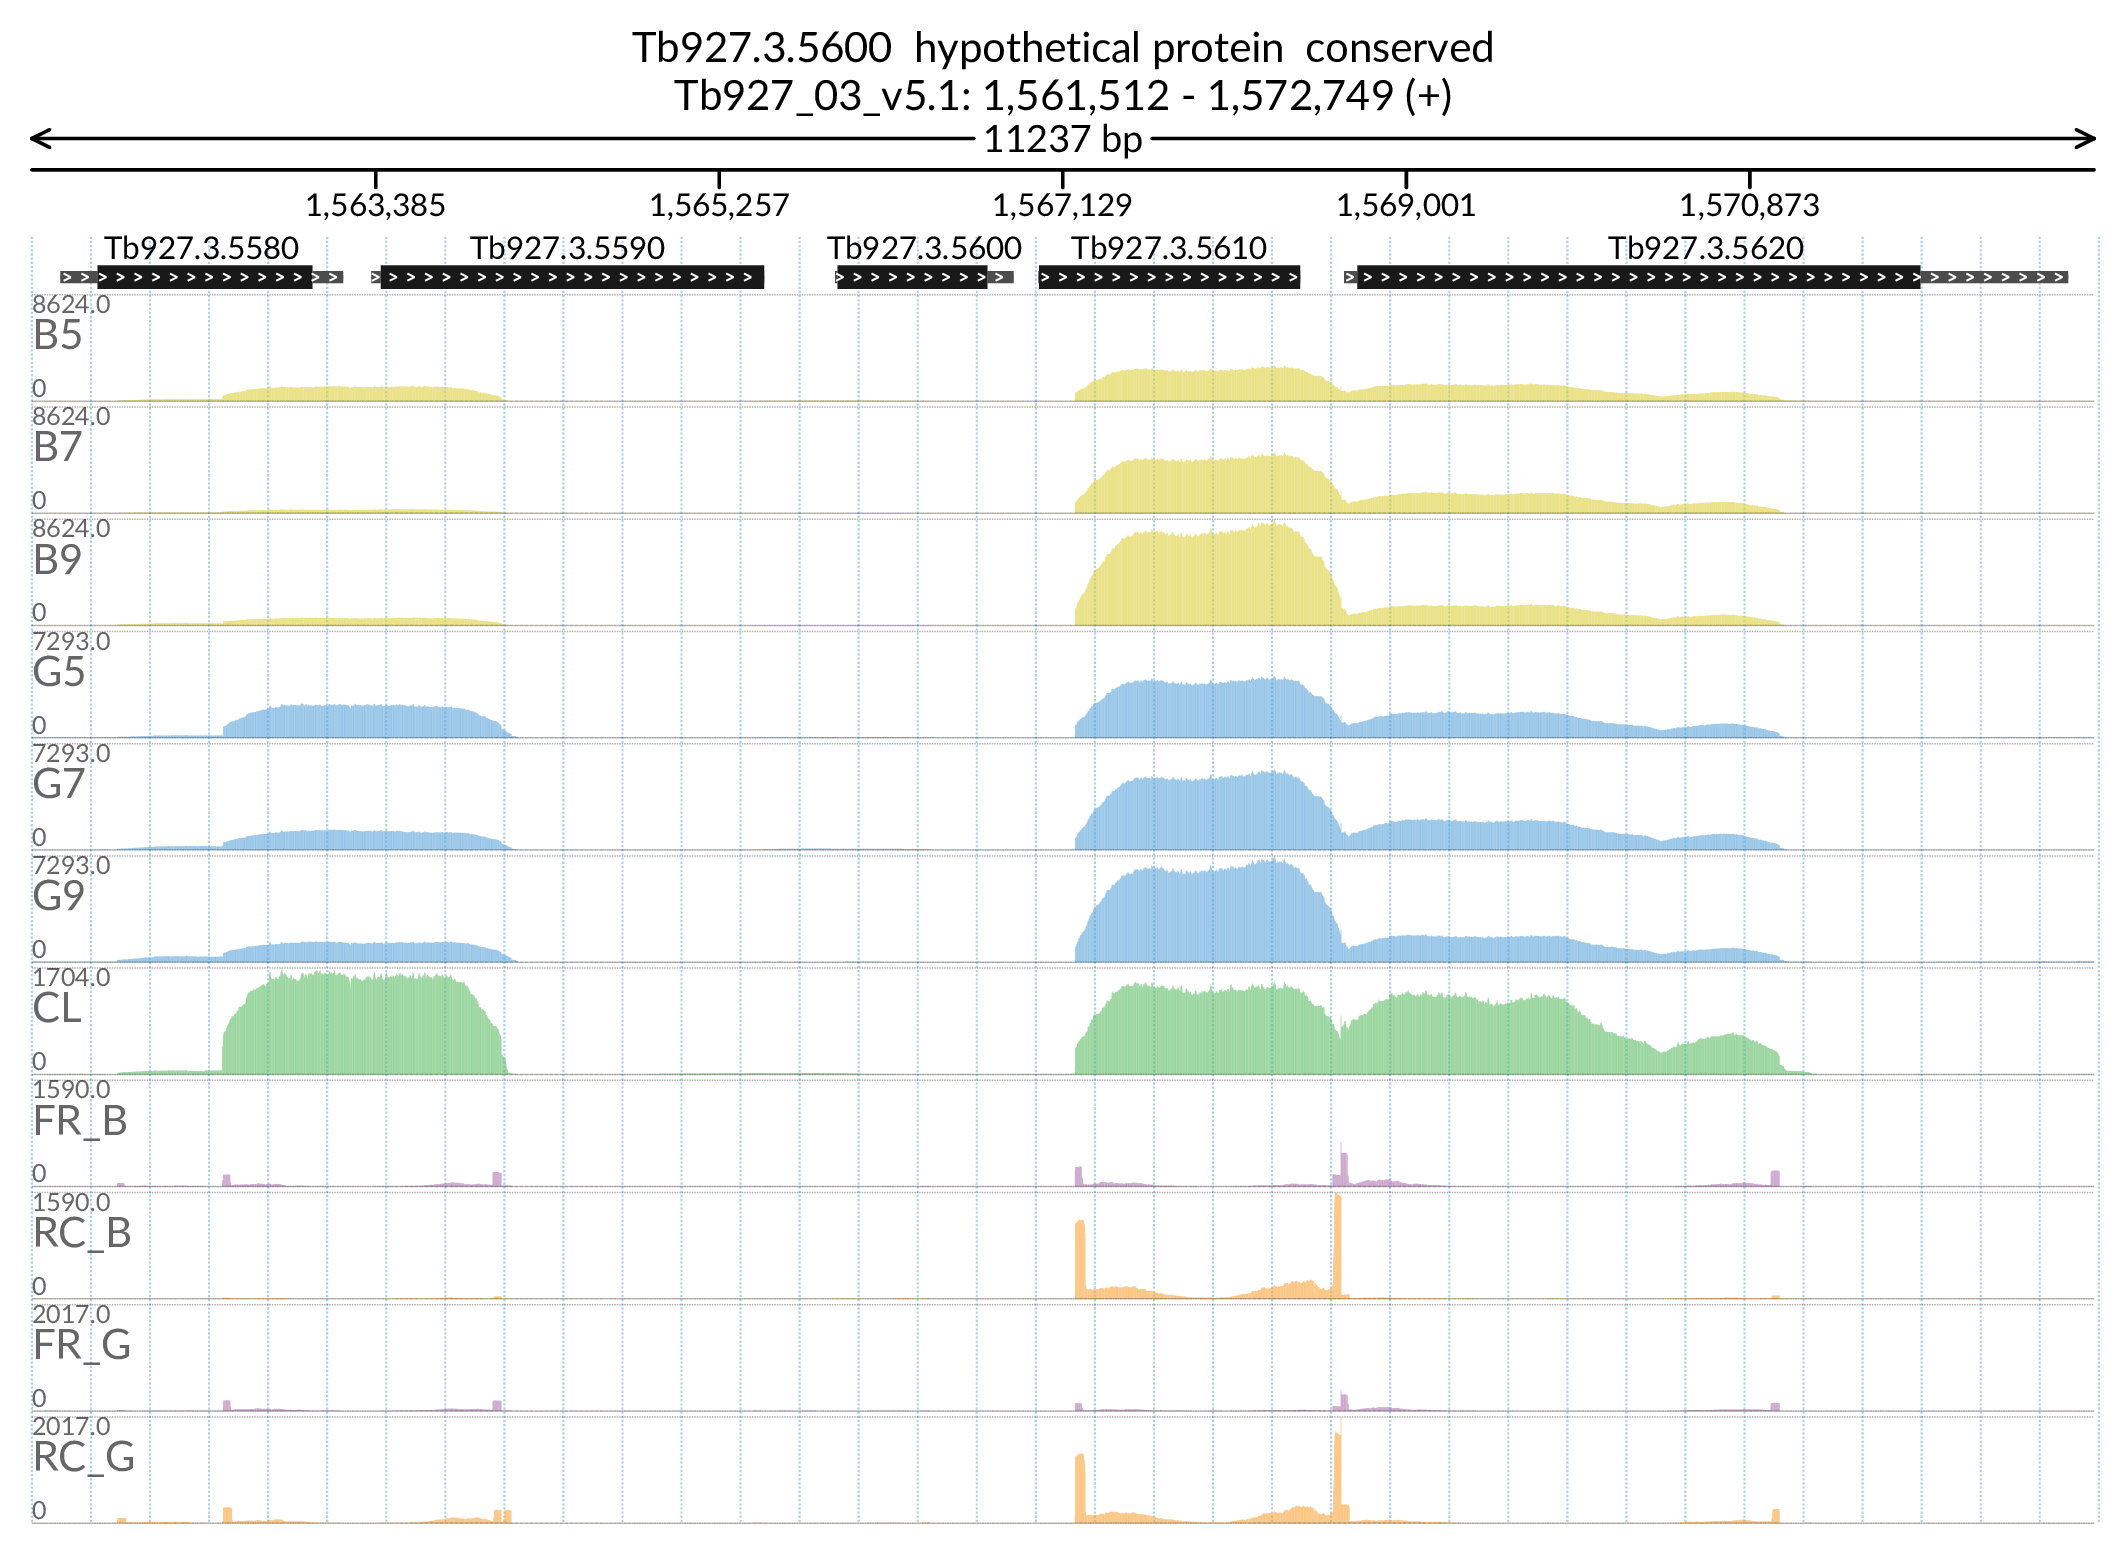 Tb927.3.5600 hypothetical protein conserved
Tb927_03_v5.1: 1,561,512 - 1,572,749 (+)
11237 bp
1,563,385 1,565,257 1,567,129 1,569,001 1,570,873
Tb927.3.5580 Tb927.3.5590 Tb927.3.5600 Tb927.3.5610 Tb927.3.5620
8624.0
B5
0
8624.0
B7
0
8624.0
B9
0
7293.0
G5
0
7293.0
G7
0
7293.0
G9
0
1704.0
CL
0
1590.0
FR_B
0
1590.0
RC_B
0
2017.0
FR_G
0
2017.0
RC_G
0